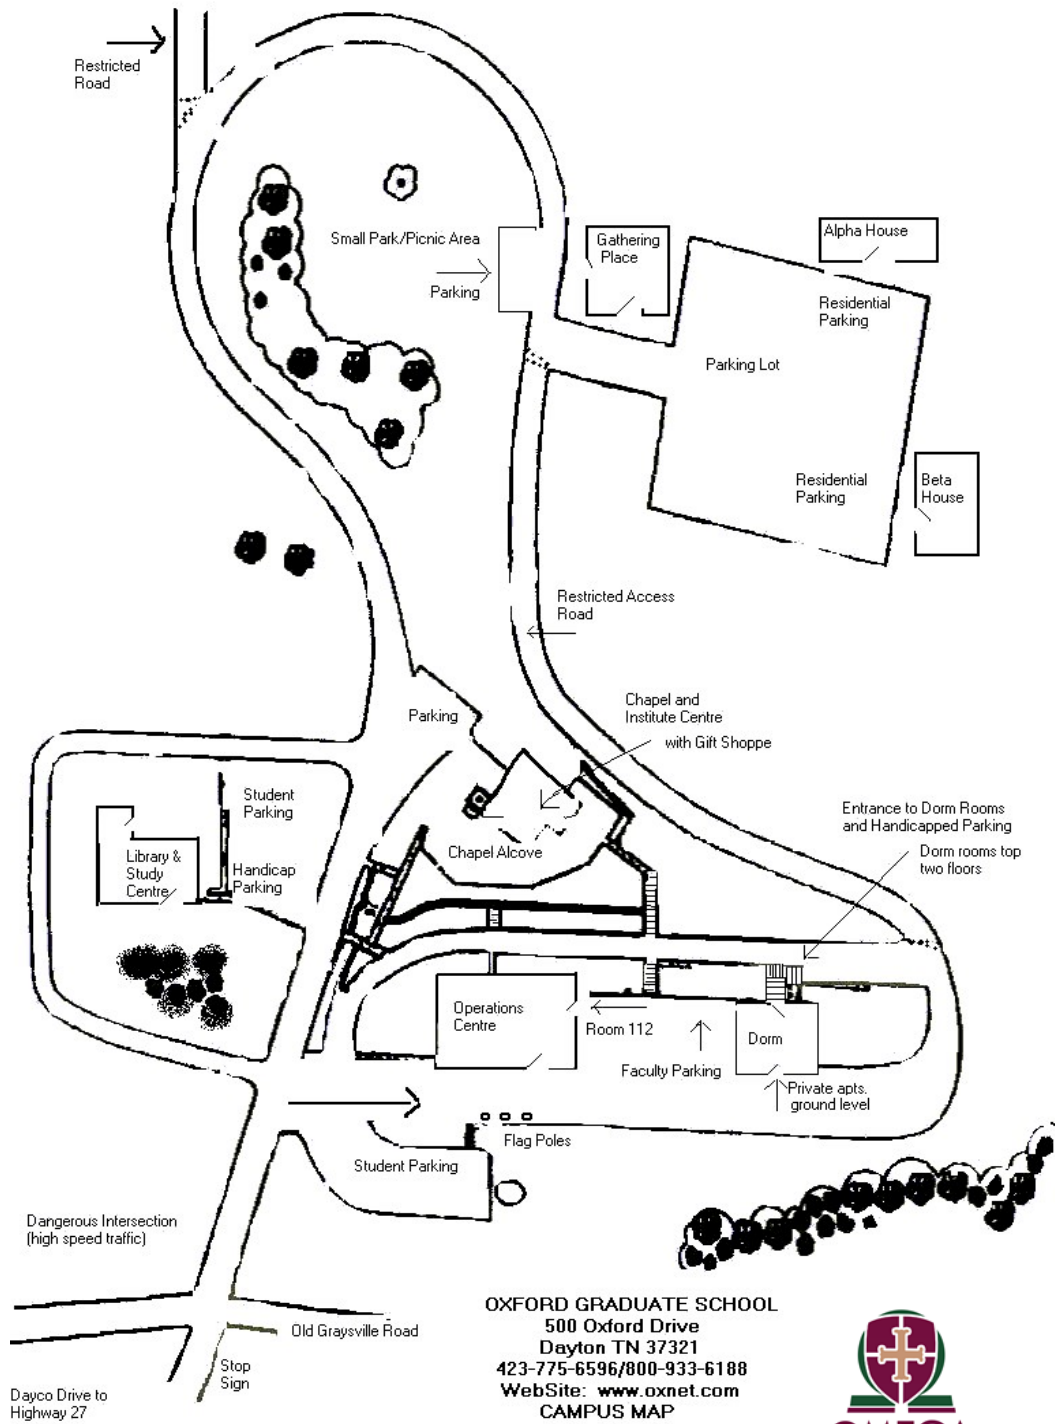 Restricted
Road
Small Park/Picnic Area
Parking
Gathering
Place
Alpha House
Residential
Parking
Parking Lot
Residential
Parking
Beta
House
Restricted Access
Road
Chapel and
Institute Centre
with Gift Shoppe
Parking
Student
Parking
Library &
Study
Centre
Handicap
Parking
Chapel Alcove
Entrance to Dorm Rooms
and Handicapped Parking
Dorm rooms top
two floors
Operations
Centre
Room 112
Faculty Parking
Dorm
Private apts.
ground level
Flag Poles
Student Parking
Dangerous Intersection
(high speed traffic)
Old Graysville Road
Stop
Sign
Dayco Drive to
Highway 27
OXFORD GRADUATE SCHOOL
500 Oxford Drive
Dayton TN 37321
423-775-6596/800-933-6188
WebSite: www.oxnet.com
CAMPUS MAP